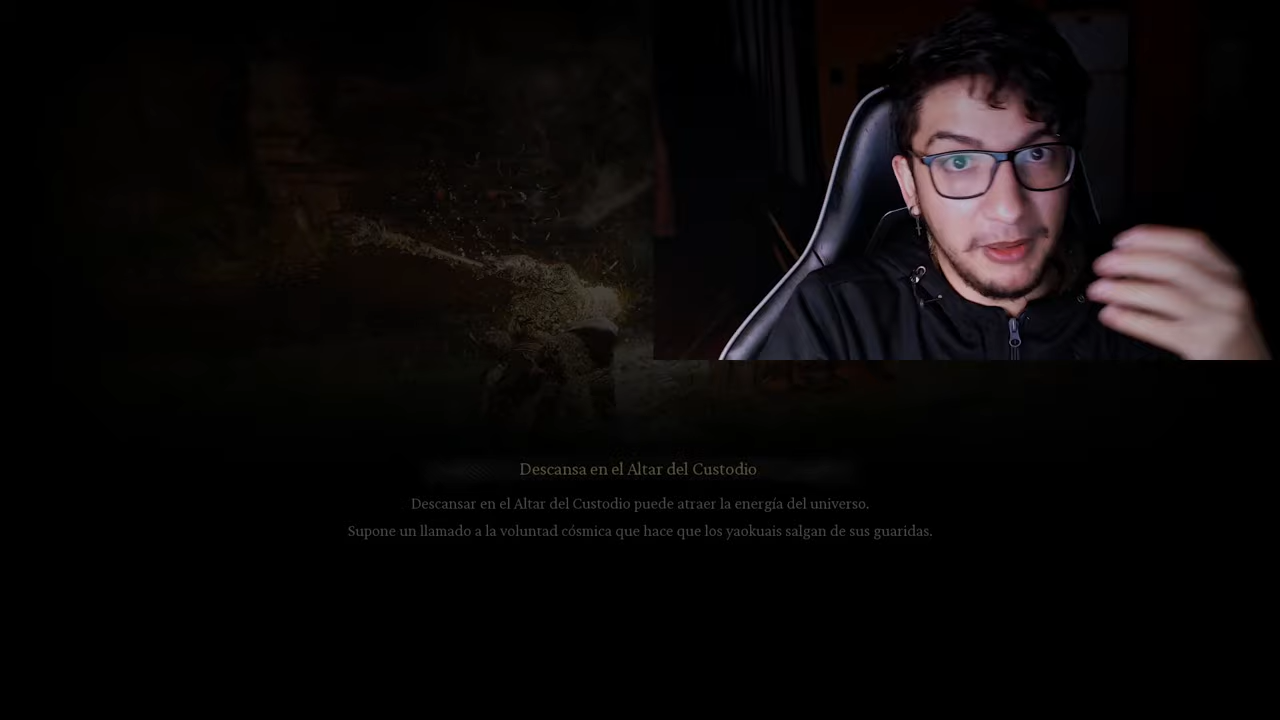 Descansa en el Altar del Custodio
Descansar en el Altar del Custodio puede atraer la energía del universo.
Supone un llamado a la voluntad cósmica que hace que los yaokuais salgan de sus guaridas.